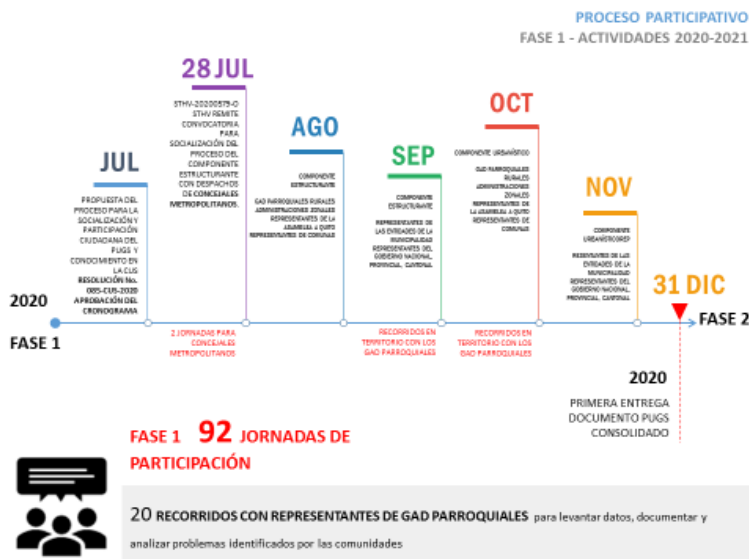 PROCESO PARTICIPATIVO
FASE 1 - ACTIVIDADES 2020-2021
JUL
PROPUESTA DEL
PROCESO PARA LA
SOCIALIZACIÓN Y
PARTICIPACIÓN
CIUDADANA DEL
PUGS Y
CONOCIMIENTO EN
LA CUS
RESOLUCIÓN No.
085-CUS-2020
APROBACIÓN DEL
CRONOGRAMA
28 JUL
STHV-20200579-O
STHV REMITE
CONVOCATORIA
PARA
SOCIALIZACIÓN DEL
PROCESO DEL
COMPONENTE
ESTRUCTURANTE
CON DESPACHOS
DE CONCEJALES
METROPOLITANOS.
AGO
COMPONENTE
ESTRUCTURANTE
GAD PARROQUIALES RURALES
ADMINISTRACIONES ZONALES
REPRESENTANTES DE LA
ASAMBLEA A QUITO
REPRESENTANTES DE COMUNAS
SEP
COMPONENTE
ESTRUCTURANTE
REPRESENTANTES DE
LAS ENTIDADES DE LA
MUNICIPALIDAD
REPRESENTANTES DEL
GOBIERNO NACIONAL,
PROVINCIAL, CANTONAL
OCT
COMPONENTE URBANÍSTICO
GAD PARROQUIALES
RURALES
ADMINISTRACIONES
ZONALES
REPRESENTANTES DE
LA ASAMBLEA A QUITO
REPRESENTANTES DE
COMUNAS
NOV
COMPONENTE
URBANÍSTICOREP
RESENTANTES DE LAS
ENTIDADES DE LA
MUNICIPALIDAD
REPRESENTANTES DEL
GOBIERNO NACIONAL,
PROVINCIAL, CANTONAL
31 DIC
2020
FASE 1
FASE 2
2 JORNADAS PARA
CONCEJALES
METROPOLITANOS
RECORRIDOS EN
TERRITORIO CON LOS
GAD PARROQUIALES
RECORRIDOS EN
TERRITORIO CON LOS
GAD PARROQUIALES
2020
PRIMERA ENTREGA
DOCUMENTO PUGS
CONSOLIDADO
FASE 1 92 JORNADAS DE
PARTICIPACIÓN
20 RECORRIDOS CON REPRESENTANTES DE GAD PARROQUIALES para levantar datos, documentar y
analizar problemas identificados por las comunidades